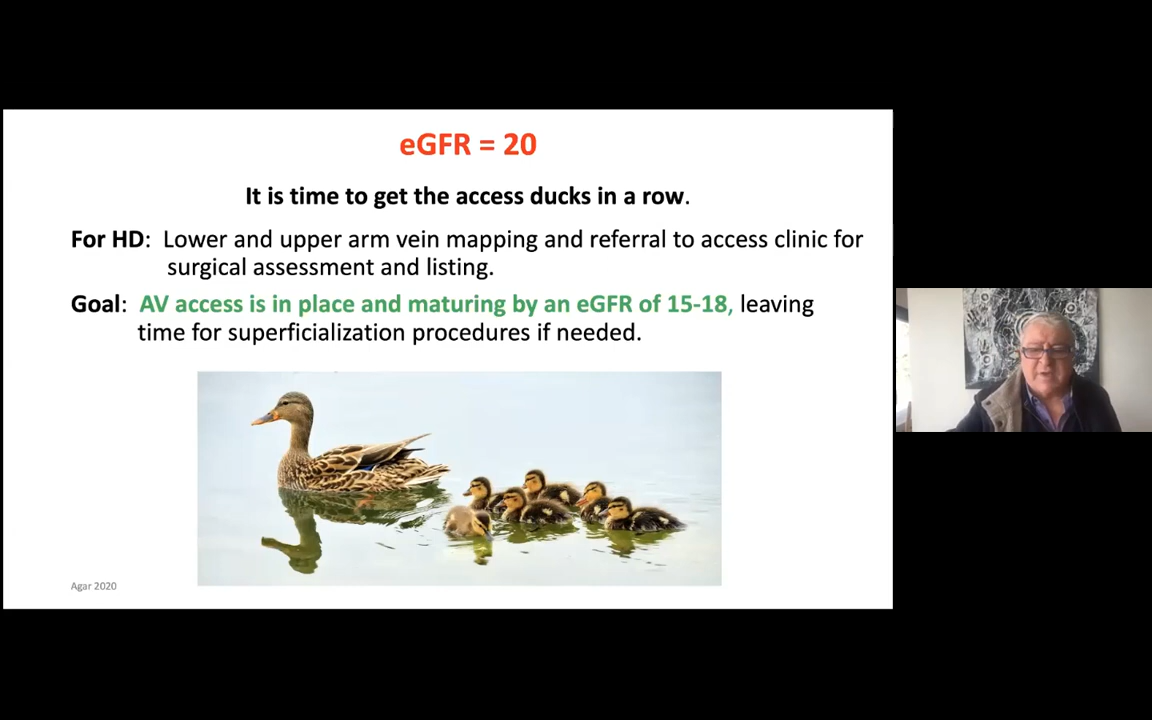 eGFR = 20
It is time to get the access ducks in a row.
For HD: Lower and upper arm vein mapping and referral to access clinic for
surgical assessment and listing.
Goal: AV access is in place and maturing by an eGFR of 15-18, leaving
time for superficialization procedures if needed.
Agar 2020